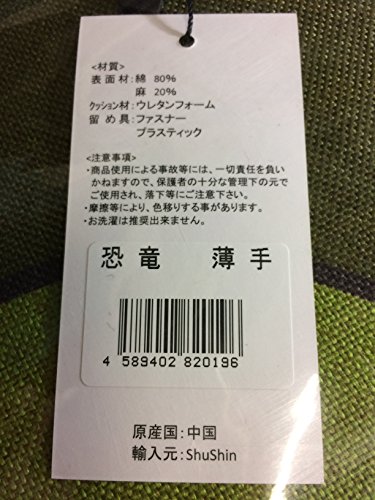 <材質>
表面材:綿 80%
麻 20%
クッション材:ウレタンフォーム
留め具:ファスナー
プラスティック
<注意事項>
・商品使用による事故等には、一切責任を負い
かねますので、保護者の十分な管理下の元で
ご使用され、落下等にご注意下さい。
・摩擦等により、色移りする事があります。
・お洗濯は推奨出来ません。
恐竜 薄手
4 589402 820196
原産国:中国
輸入元:ShuShin